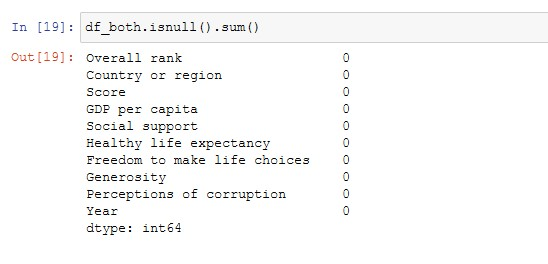 In [19]: df_both.isnull().sum()
Out[19]: Overall rank 0
Country or region 0
Score 0
GDP per capita 0
Social support 0
Healthy life expectancy 0
Freedom to make life choices 0
Generosity 0
Perceptions of corruption 0
Year 0
dtype: int64